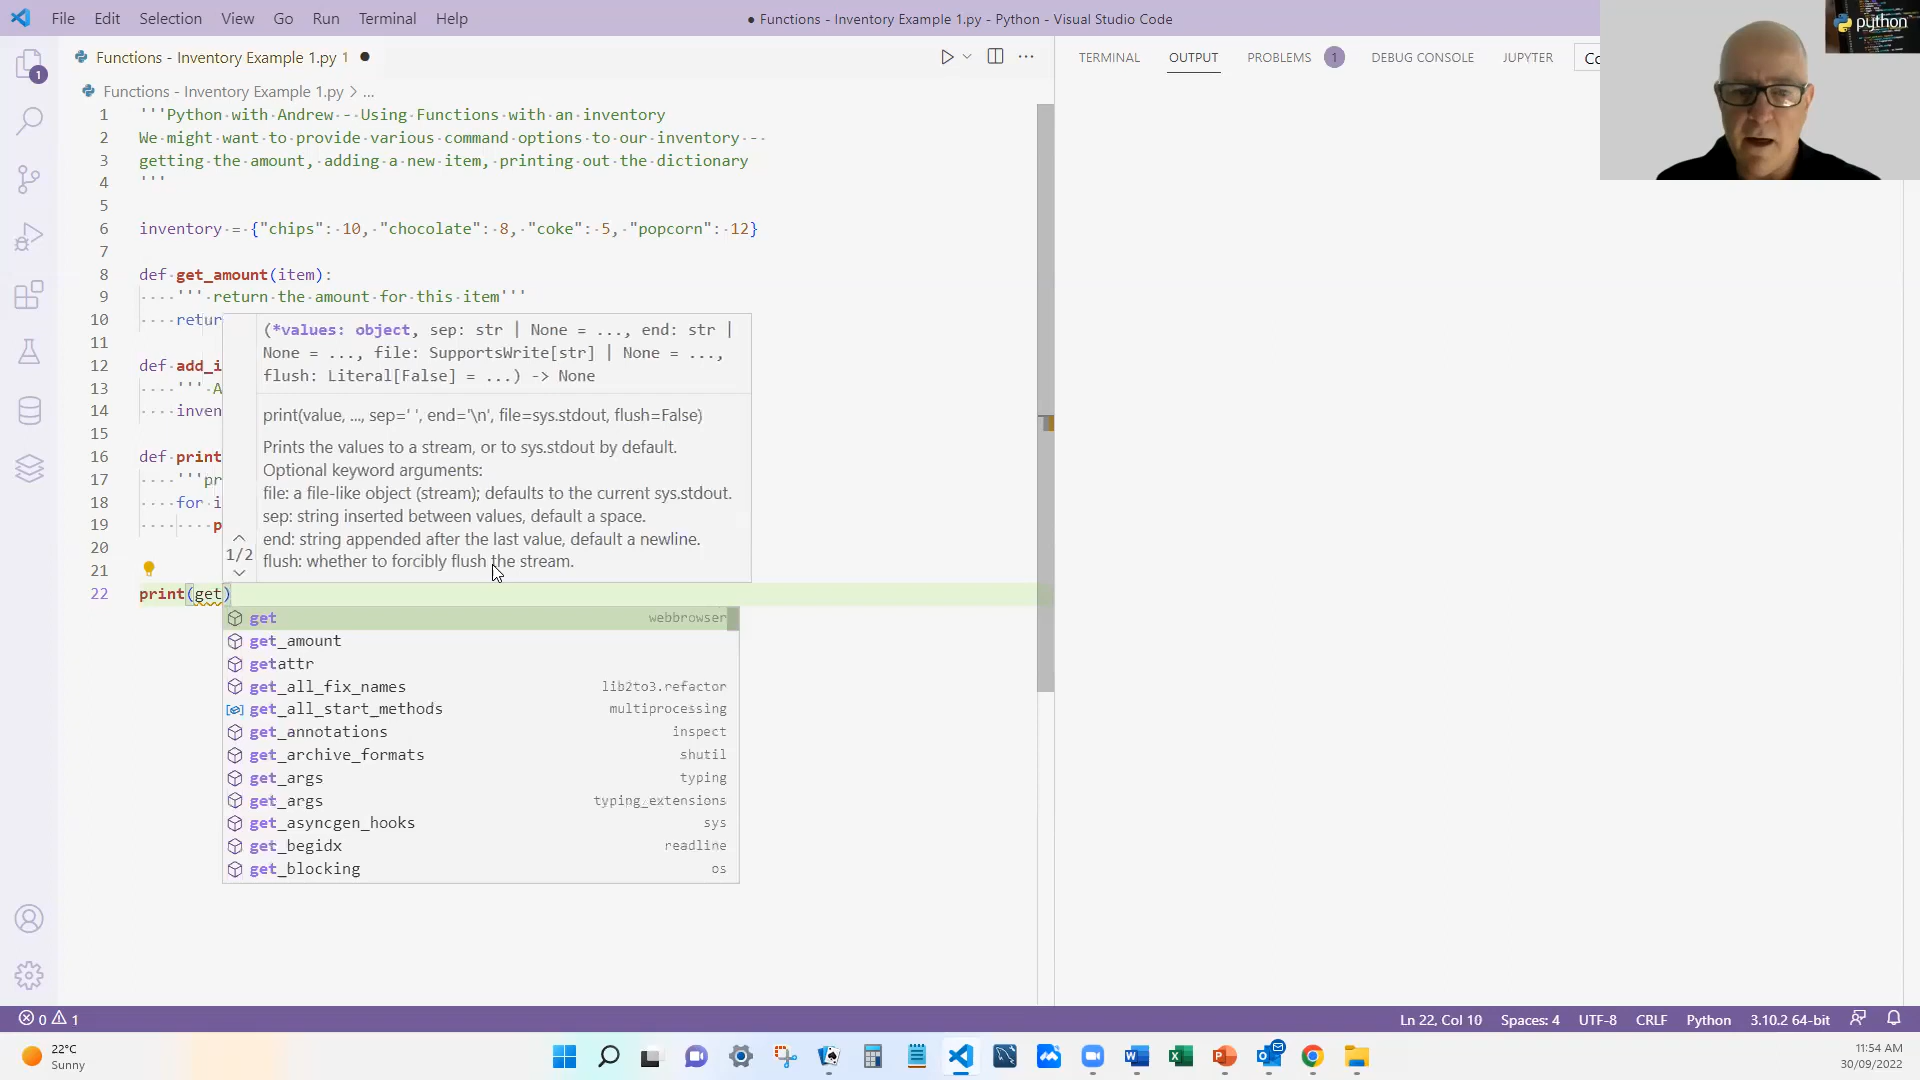 File Edit Selection View Go Run Terminal Help
● Functions - Inventory Example 1.py - Python - Visual Studio Code
python
Functions - Inventory Example 1.py 1 ●
TERMINAL OUTPUT PROBLEMS 1 DEBUG CONSOLE JUPYTER Co
1
Functions - Inventory Example 1.py > ...
1 '''Python with Andrew -- Using Functions with an inventory
2 We might want to provide various command options to our inventory --
3 getting the amount, adding a new item, printing out the dictionary
4 '''
5
6 inventory = {"chips": 10, "chocolate": 8, "coke": 5, "popcorn": 12}
7
8 def get_amount(item):
9 ''' return the amount for this item'''
10 retur
11
12 def add_i
13 ''' A
14 inven
15
16 def print
17 '''pr
18 for i
19 p
20
21
22 print(get)
(*values: object, sep: str | None = ..., end: str |
None = ..., file: SupportsWrite[str] | None = ...,
flush: Literal[False] = ...) -> None
print(value, ..., sep=' ', end='\n', file=sys.stdout, flush=False)
Prints the values to a stream, or to sys.stdout by default.
Optional keyword arguments:
file: a file-like object (stream); defaults to the current sys.stdout.
sep: string inserted between values, default a space.
end: string appended after the last value, default a newline.
flush: whether to forcibly flush the stream.
1/2
get webbrowser
get_amount
getattr
get_all_fix_names lib2to3.refactor
get_all_start_methods multiprocessing
get_annotations inspect
get_archive_formats shutil
get_args typing
get_args typing_extensions
get_asyncgen_hooks sys
get_begidx readline
get_blocking os
0 1
Ln 22, Col 10 Spaces: 4 UTF-8 CRLF Python 3.10.2 64-bit
22°C
Sunny
11:54 AM
30/09/2022